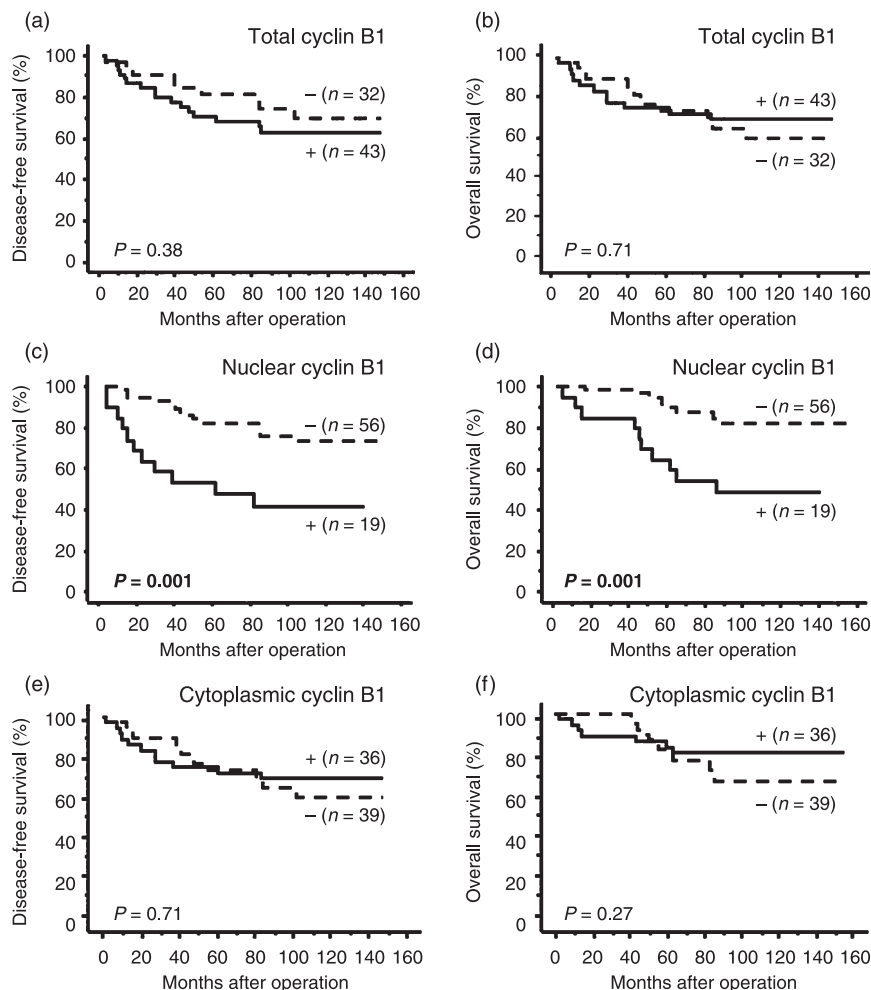 (a)
Total cyclin B1
Disease-free survival (%)
100
80
60
40
20
0
– (n = 32)
+ (n = 43)
P = 0.38
0 20 40 60 80 100 120 140 160
Months after operation
(b)
Total cyclin B1
Overall survival (%)
100
80
60
40
20
0
+ (n = 43)
– (n = 32)
P = 0.71
0 20 40 60 80 100 120 140 160
Months after operation
(c)
Nuclear cyclin B1
Disease-free survival (%)
100
80
60
40
20
0
– (n = 56)
+ (n = 19)
P = 0.001
0 20 40 60 80 100 120 140 160
Months after operation
(d)
Nuclear cyclin B1
Overall survival (%)
100
80
60
40
20
0
– (n = 56)
+ (n = 19)
P = 0.001
0 20 40 60 80 100 120 140 160
Months after operation
(e)
Cytoplasmic cyclin B1
Disease-free survival (%)
100
80
60
40
20
0
+ (n = 36)
– (n = 39)
P = 0.71
0 20 40 60 80 100 120 140 160
Months after operation
(f)
Cytoplasmic cyclin B1
Overall survival (%)
100
80
60
40
20
0
+ (n = 36)
– (n = 39)
P = 0.27
0 20 40 60 80 100 120 140 160
Months after operation